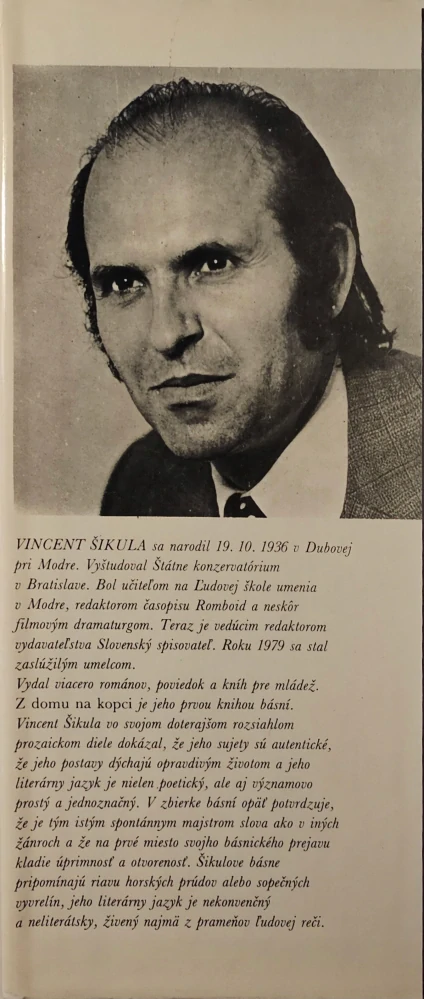 VINCENT ŠIKULA sa narodil 19. 10. 1936 v Dubovej
pri Modre. Vyštudoval Štátne konzervatórium
v Bratislave. Bol učiteľom na Ľudovej škole umenia
v Modre, redaktorom časopisu Romboid a neskôr
filmovým dramaturgom. Teraz je vedúcim redaktorom
vydavateľstva Slovenský spisovateľ. Roku 1979 sa stal
zaslúžilým umelcom.
Vydal viacero románov, poviedok a kníh pre mládež.
Z domu na kopci je jeho prvou knihou básní.
Vincent Šikula vo svojom doterajšom rozsiahlom
prozaickom diele dokázal, že jeho sujety sú autentické,
že jeho postavy dýchajú opravdivým životom a jeho
literárny jazyk je nielen poetický, ale aj významovo
prostý a jednoznačný. V zbierke básní opäť potvrdzuje,
že je tým istým spontánnym majstrom slova ako v iných
žánroch a že na prvé miesto svojho básnického prejavu
kladie úprimnosť a otvorenosť. Šikulove básne
pripomínajú riavu horských prúdov alebo sopečných
vyvrelín, jeho literárny jazyk je nekonvenčný
a neliterátsky, živený najmä z prameňov ľudovej reči.